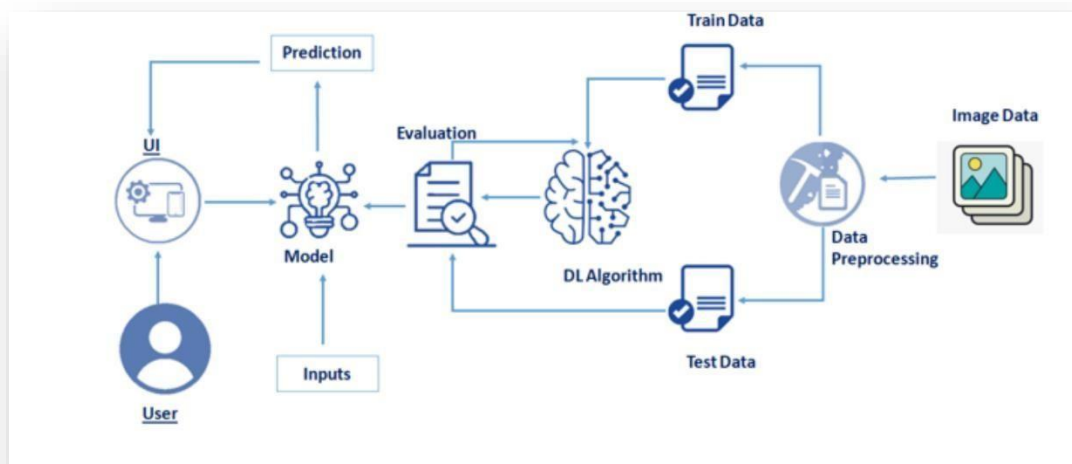 Train Data
Prediction
Image Data
Evaluation
UI
Model
Data
Preprocessing
DL Algorithm
Test Data
Inputs
User